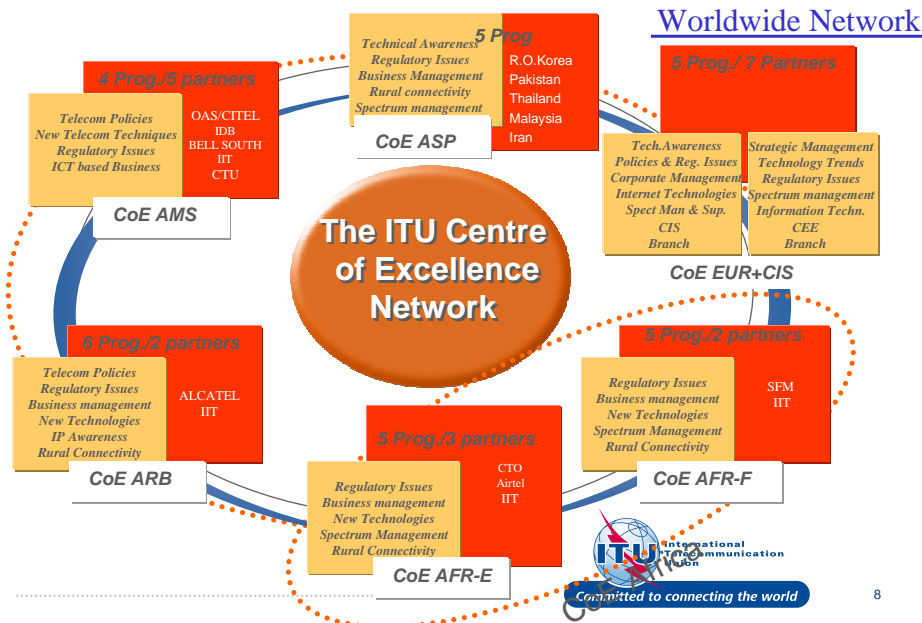 Worldwide Network
5 Prog
Technical Awareness
Regulatory Issues
Business Management
Rural connectivity
Spectrum management
R.O.Korea
Pakistan
Thailand
Malaysia
Iran
CoE ASP
4 Prog./5 partners
Telecom Policies
New Telecom Techniques
Regulatory Issues
ICT based Business
OAS/CITEL
IDB
BELL SOUTH
IIT
CTU
CoE AMS
5 Prog./ ? Partners
Tech.Awareness
Policies & Reg. Issues
Corporate Management
Internet Technologies
Spect Man & Sup.
CIS
Branch
Strategic Management
Technology Trends
Regulatory Issues
Spectrum management
Information Techn.
CEE
Branch
CoE EUR+CIS
The ITU Centre
of Excellence
Network
6 Prog./2 partners
Telecom Policies
Regulatory Issues
Business management
New Technologies
IP Awareness
Rural Connectivity
ALCATEL
IIT
CoE ARB
5 Prog./3 partners
Regulatory Issues
Business management
New Technologies
Spectrum Management
Rural Connectivity
CTO
Airtel
IIT
CoE AFR-E
5 Prog./2 partners
Regulatory Issues
Business management
New Technologies
Spectrum Management
Rural Connectivity
SFM
IIT
CoE AFR-F
CoE Africa
ITU
International
Telecommunication
Union
Committed to connecting the world
8